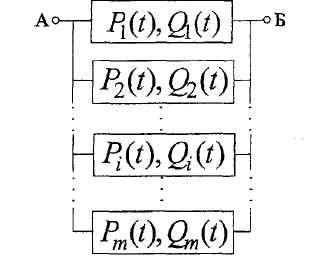 А P₁(t), Q₁(t) Б
P₂(t), Q₂(t)
Pᵢ(t), Qᵢ(t)
Pₘ(t), Qₘ(t)